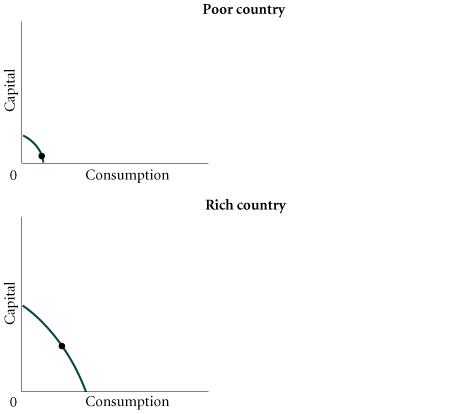 Poor country
Capital
0
Consumption
Rich country
Capital
0
Consumption